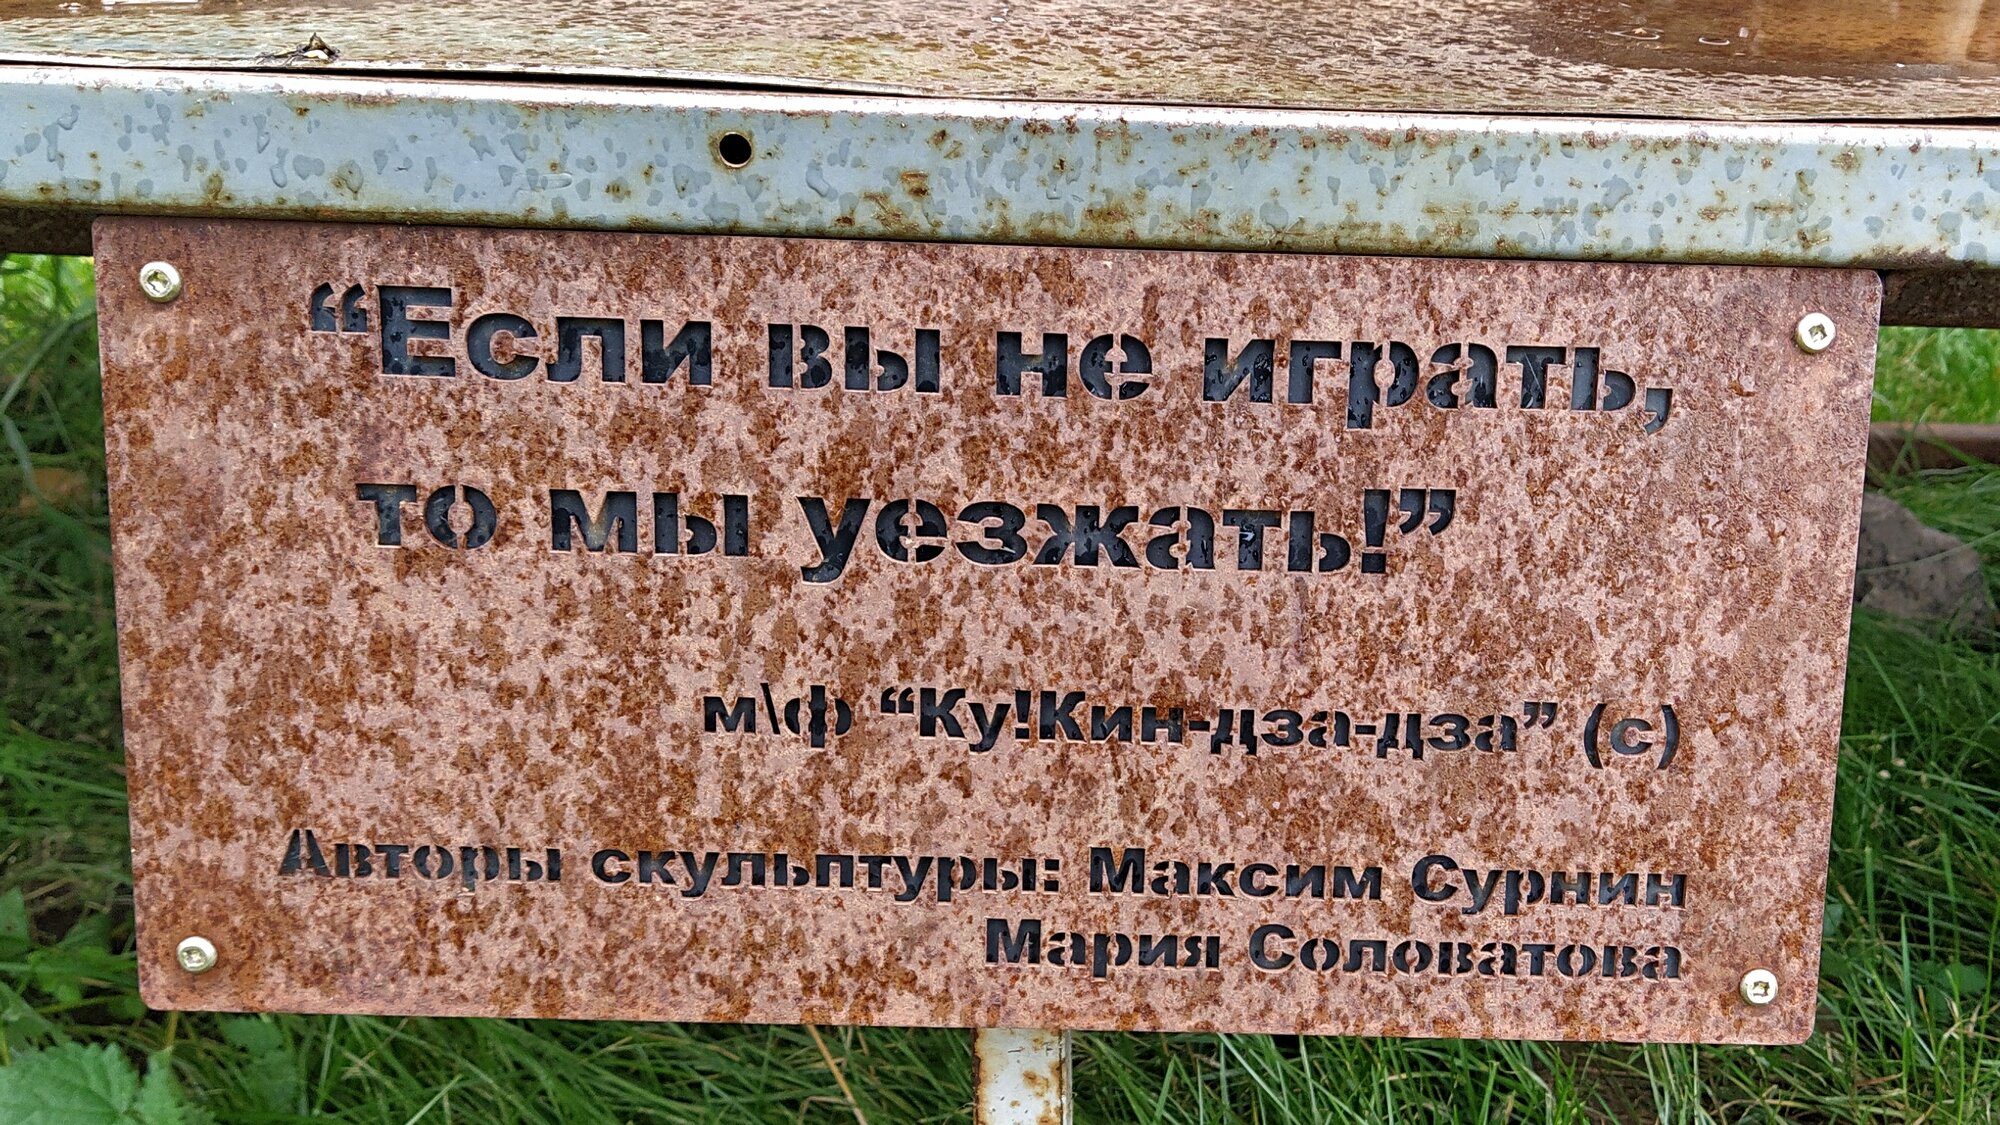 “Если вы не играть,
то мы уезжать!”
м\ф “Ку!Кин-дза-дза” (с)
Авторы скульптуры: Максим Сурнин
Мария Соловатова